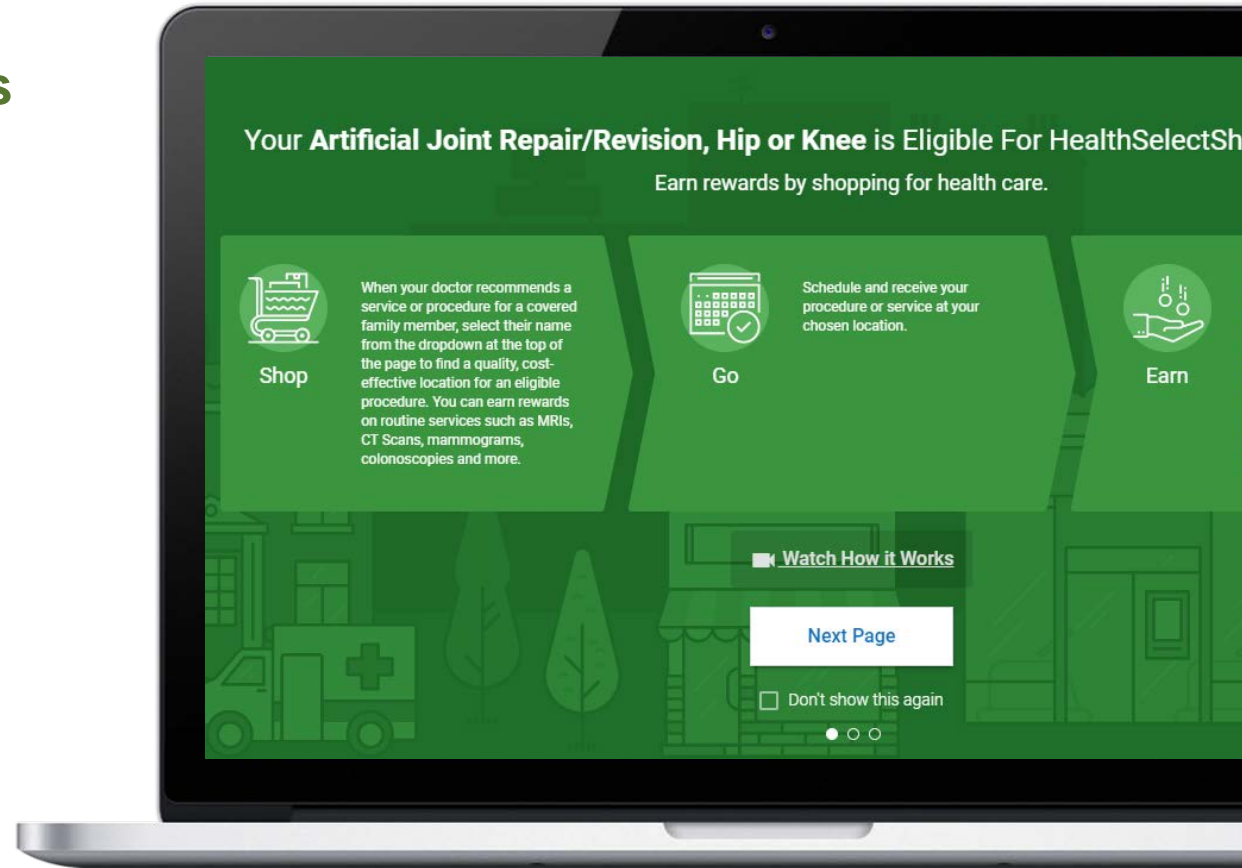 s
Your Artificial Joint Repair/Revision, Hip or Knee is Eligible For HealthSelectSh
Earn rewards by shopping for health care.
Shop
When your doctor recommends a
service or procedure for a covered
family member, select their name
from the dropdown at the top of
the page to find a quality, cost-
effective location for an eligible
procedure. You can earn rewards
on routine services such as MRIs,
CT Scans, mammograms,
colonoscopies and more.
Go
Schedule and receive your
procedure or service at your
chosen location.
Earn
Watch How it Works
Next Page
Don't show this again